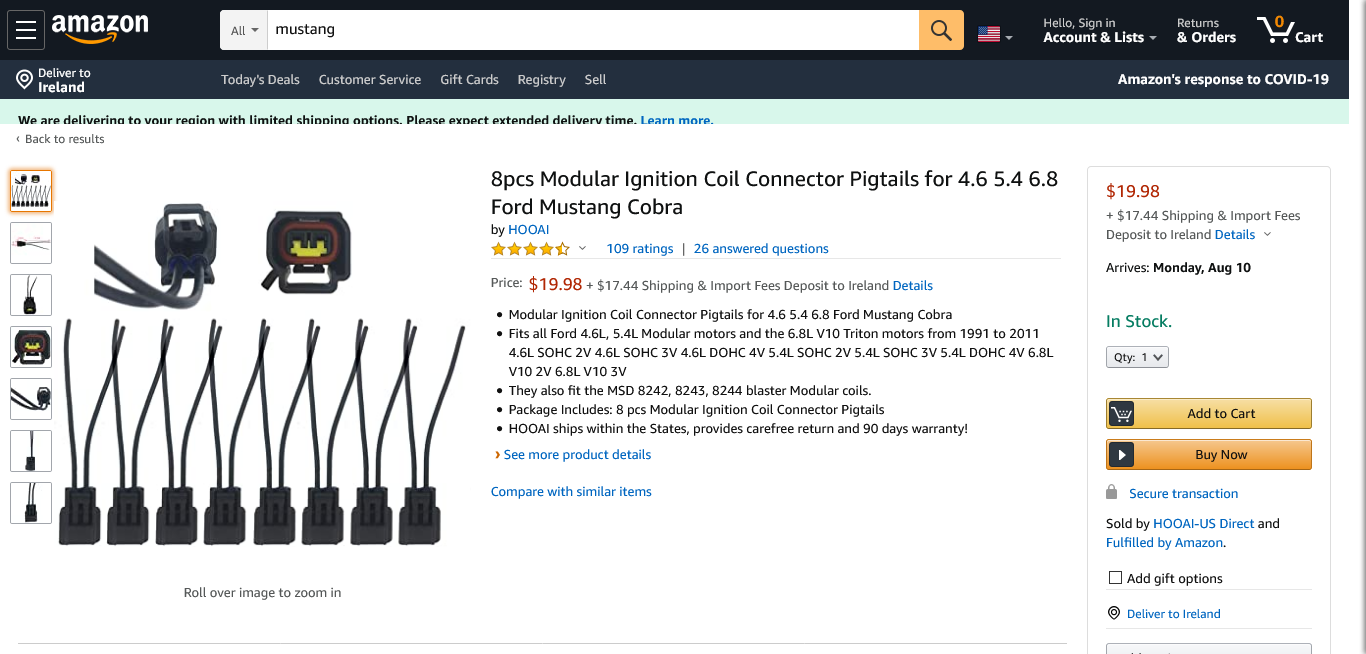 amazon
All
mustang
Hello, Sign in
Account & Lists
Returns
& Orders
0
Cart
Deliver to
Ireland
Today's Deals
Customer Service
Gift Cards
Registry
Sell
Amazon's response to COVID-19
We are delivering to your region with limited shipping options. Please expect extended delivery time. Learn more.
‹ Back to results
8pcs Modular Ignition Coil Connector Pigtails for 4.6 5.4 6.8
Ford Mustang Cobra
by HOOAI
109 ratings | 26 answered questions
Price: $19.98 + $17.44 Shipping & Import Fees Deposit to Ireland Details
• Modular Ignition Coil Connector Pigtails for 4.6 5.4 6.8 Ford Mustang Cobra
• Fits all Ford 4.6L, 5.4L Modular motors and the 6.8L V10 Triton motors from 1991 to 2011
4.6L SOHC 2V 4.6L SOHC 3V 4.6L DOHC 4V 5.4L SOHC 2V 5.4L SOHC 3V 5.4L DOHC 4V 6.8L
V10 2V 6.8L V10 3V
• They also fit the MSD 8242, 8243, 8244 blaster Modular coils.
• Package Includes: 8 pcs Modular Ignition Coil Connector Pigtails
• HOOAI ships within the States, provides carefree return and 90 days warranty!
› See more product details
Compare with similar items
Roll over image to zoom in
$19.98
+ $17.44 Shipping & Import Fees
Deposit to Ireland Details
Arrives: Monday, Aug 10
In Stock.
Qty: 1
Add to Cart
Buy Now
Secure transaction
Sold by HOOAI-US Direct and
Fulfilled by Amazon.
Add gift options
Deliver to Ireland